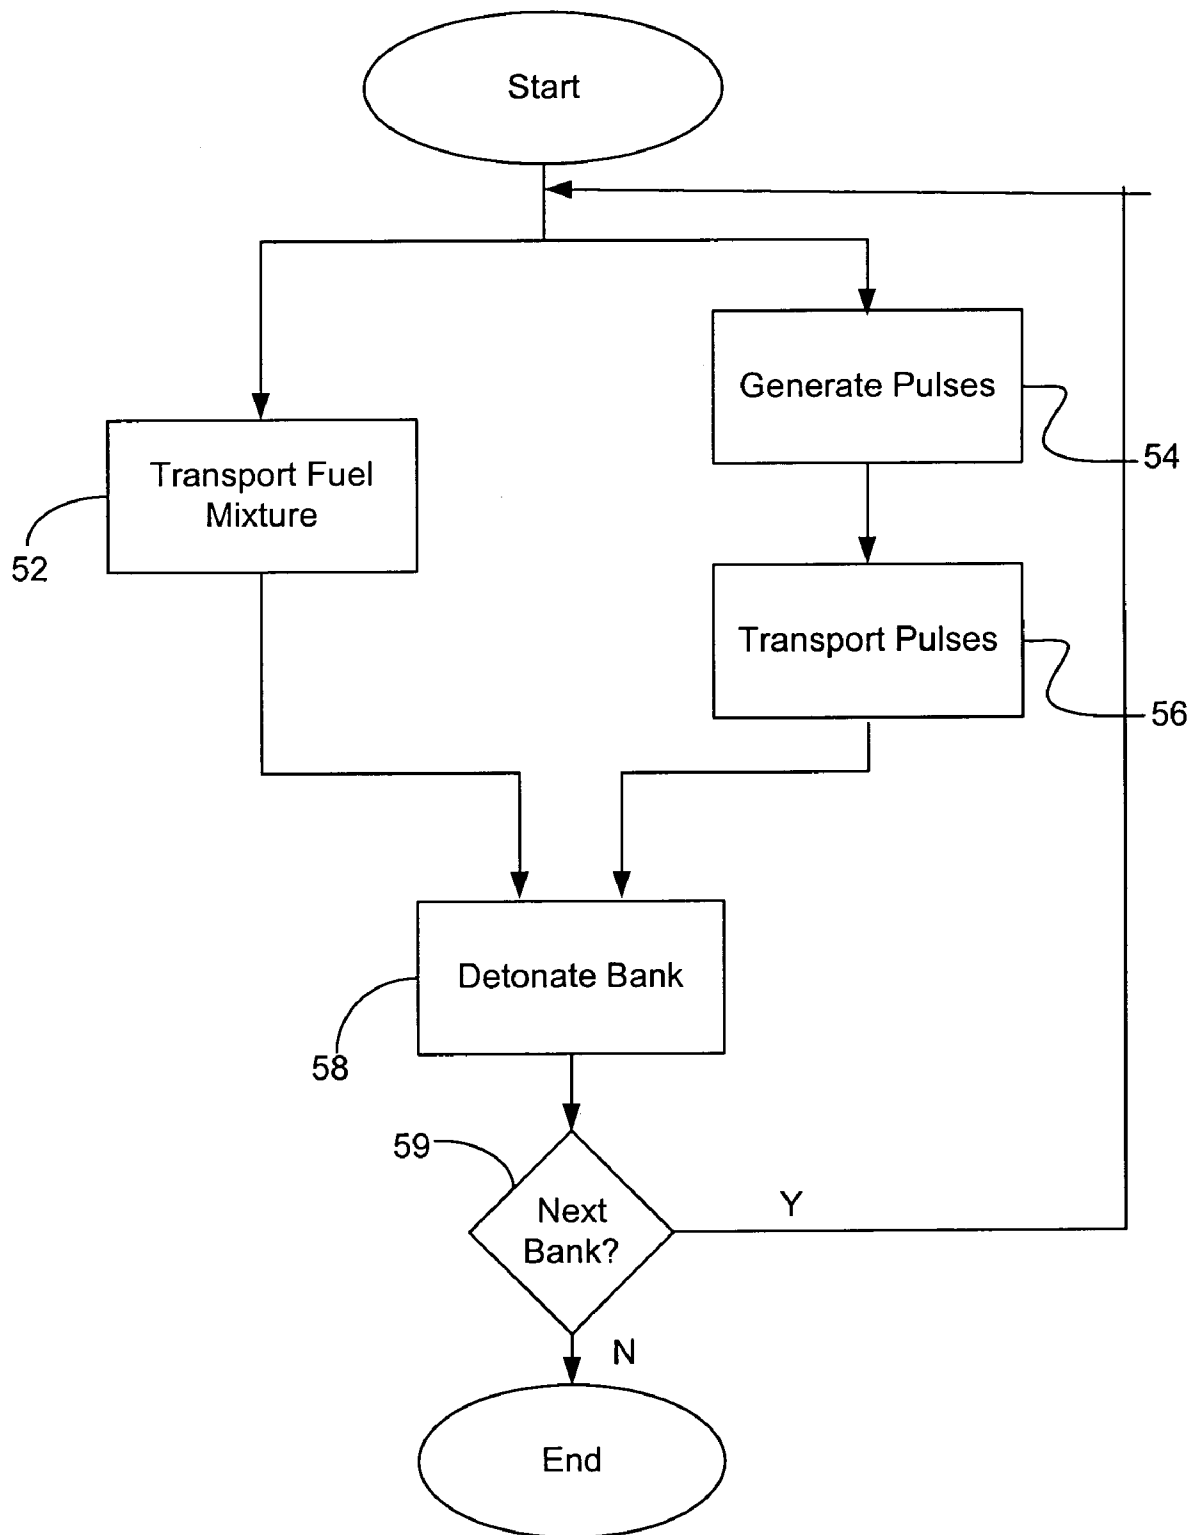 Start
Generate Pulses
54
Transport Fuel
Mixture
52
Transport Pulses
56
Detonate Bank
58
59
Next
Bank?
Y
N
End